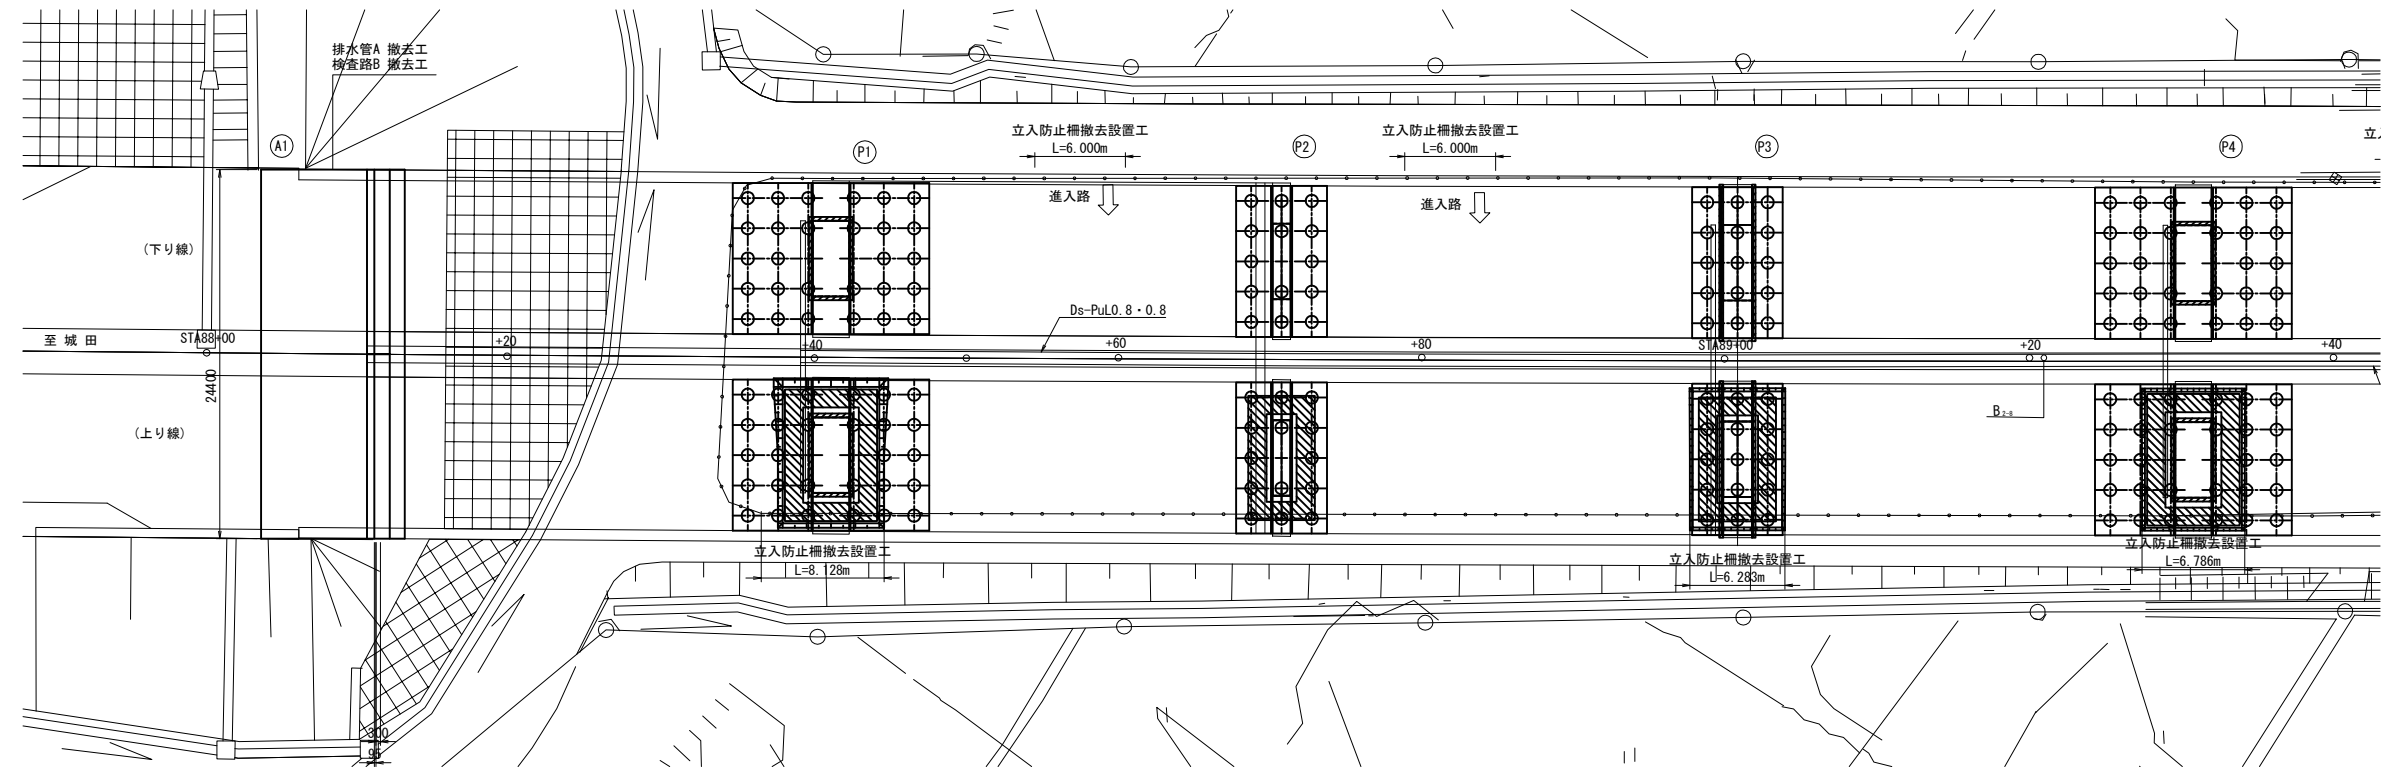 排水管A 撤去工
検査路B 撤去工
A1
P1
立入防止柵撤去設置工
L=6.000m
P2
立入防止柵撤去設置工
L=6.000m
P3
P4
立
進入路
進入路
(下り線)
Ds-PuL0.8・0.8
至 城 田
STA88+00
+20
+40
+60
+80
STA89+00
+20
+40
24400
(上り線)
B2-8
立入防止柵撤去設置工
L=8.128m
立入防止柵撤去設置工
L=6.283m
立入防止柵撤去設置工
L=6.786m
300
95